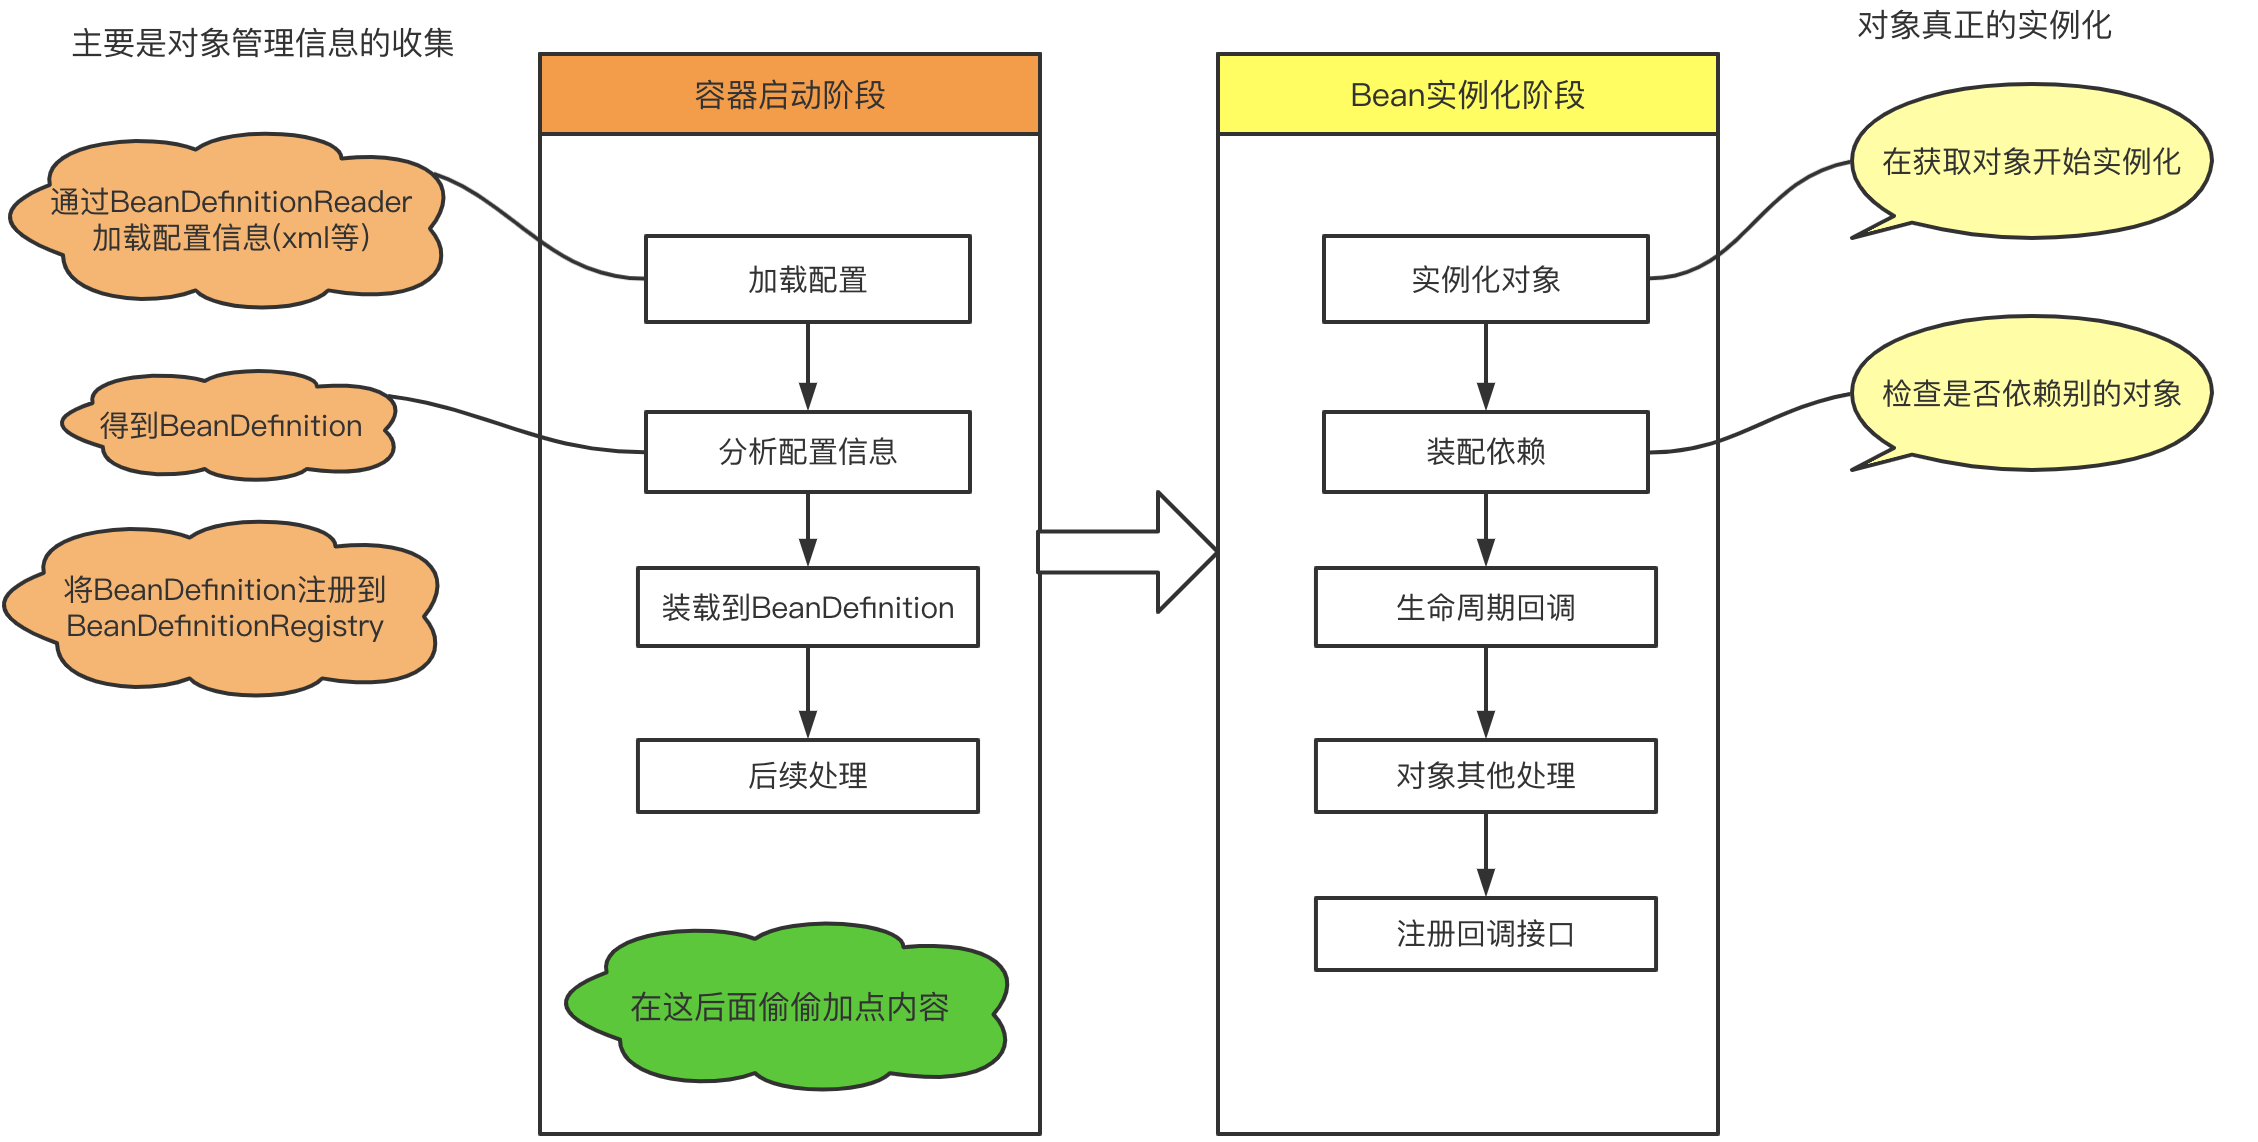 主要是对象管理信息的收集
通过BeanDefinitionReader
加载配置信息(xml等)
得到BeanDefinition
将BeanDefinition注册到
BeanDefinitionRegistry
容器启动阶段
加载配置
分析配置信息
装载到BeanDefinition
后续处理
在这后面偷偷加点内容
Bean实例化阶段
实例化对象
装配依赖
生命周期回调
对象其他处理
注册回调接口
对象真正的实例化
在获取对象开始实例化
检查是否依赖别的对象